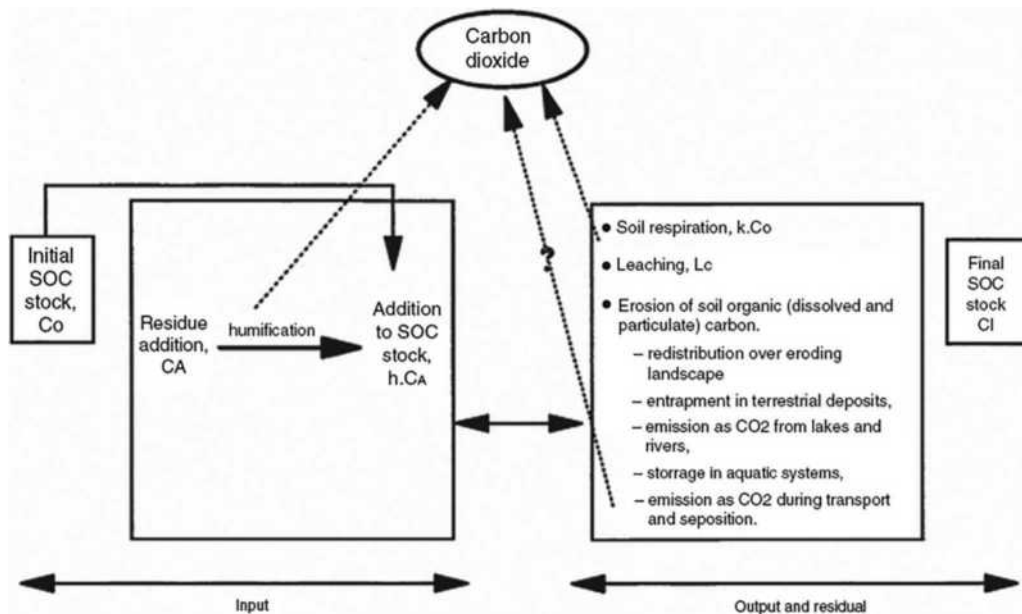 Carbon
dioxide
Initial
SOC
stock,
Co
Residue
addition,
CA
humification
Addition
to SOC
stock,
h.CA
?
Soil respiration, k.Co
Leaching, Lc
Erosion of soil organic (dissolved and
particulate) carbon.
– redistribution over eroding
landscape
– entrapment in terrestrial deposits,
– emission as CO2 from lakes and
rivers,
– storrage in aquatic systems,
– emission as CO2 during transport
and seposition.
Final
SOC
stock
CI
Input
Output and residual